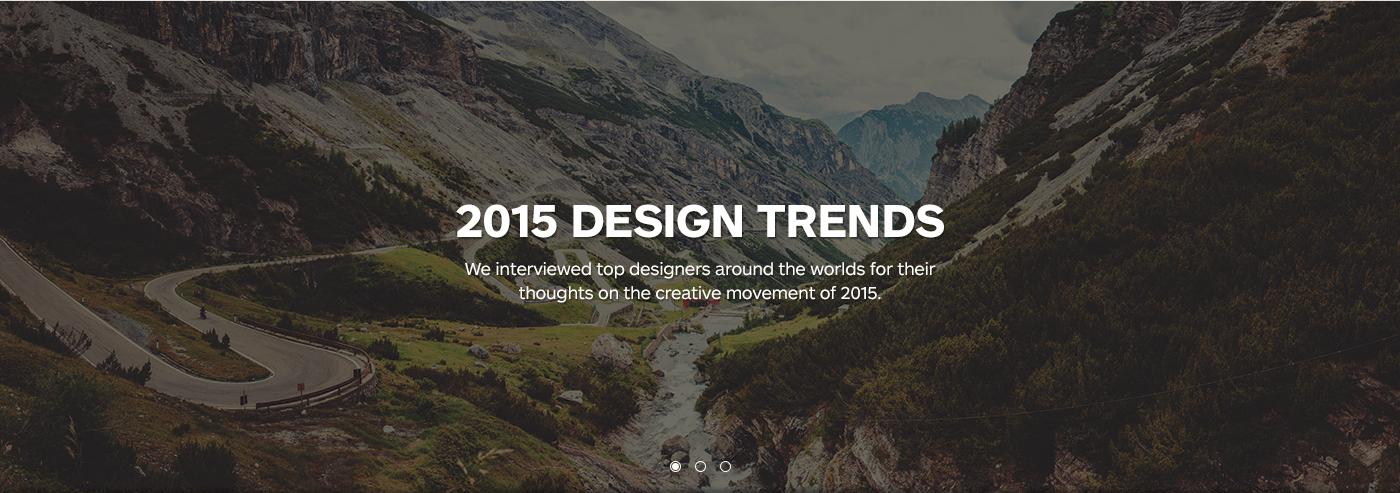 2015 DESIGN TRENDS
We interviewed top designers around the worlds for their
thoughts on the creative movement of 2015.